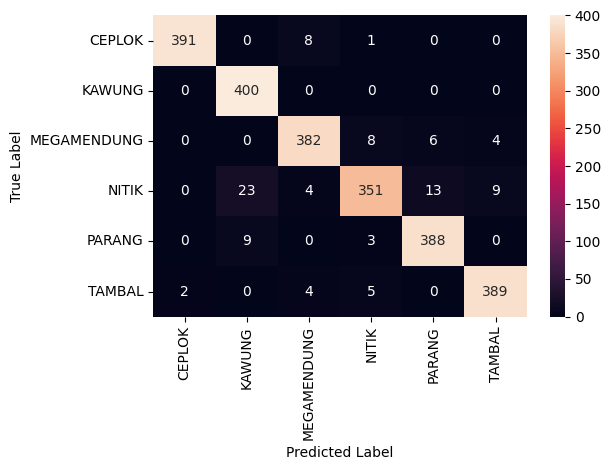 CEPLOK 391 0 8 1 0 0
KAWUNG 0 400 0 0 0 0
MEGAMENDUNG 0 0 382 8 6 4
NITIK 0 23 4 351 13 9
PARANG 0 9 0 3 388 0
TAMBAL 2 0 4 5 0 389
CEPLOK KAWUNG MEGAMENDUNG NITIK PARANG TAMBAL
Predicted Label
True Label
400
350
300
250
200
150
100
50
0